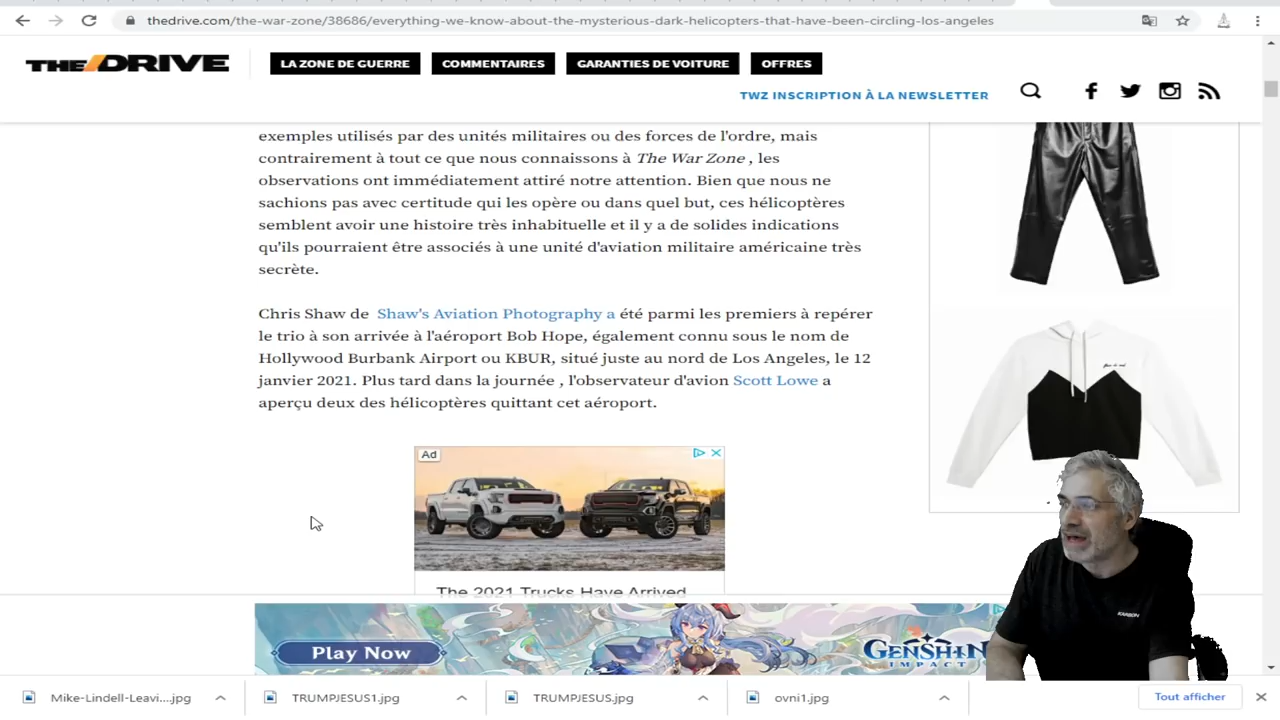 thedrive.com/the-war-zone/38686/everything-we-know-about-the-mysterious-dark-helicopters-that-have-been-circling-los-angeles
THE DRIVE
LA ZONE DE GUERRE
COMMENTAIRES
GARANTIES DE VOITURE
OFFRES
TWZ INSCRIPTION À LA NEWSLETTER
exemples utilisés par des unités militaires ou des forces de l'ordre, mais
contrairement à tout ce que nous connaissons à The War Zone , les
observations ont immédiatement attiré notre attention. Bien que nous ne
sachions pas avec certitude qui les opère ou dans quel but, ces hélicoptères
semblent avoir une histoire très inhabituelle et il y a de solides indications
qu'ils pourraient être associés à une unité d'aviation militaire américaine très
secrète.
Chris Shaw de Shaw's Aviation Photography a été parmi les premiers à repérer
le trio à son arrivée à l'aéroport Bob Hope, également connu sous le nom de
Hollywood Burbank Airport ou KBUR, situé juste au nord de Los Angeles, le 12
janvier 2021. Plus tard dans la journée , l'observateur d'avion Scott Lowe a
aperçu deux des hélicoptères quittant cet aéroport.
Ad
The 2021 Trucks Have Arrived
Play Now
GENSHIN
IMPACT
KARBON
Mike-Lindell-Leavi....jpg
TRUMPJESUS1.jpg
TRUMPJESUS.jpg
ovni1.jpg
Tout afficher